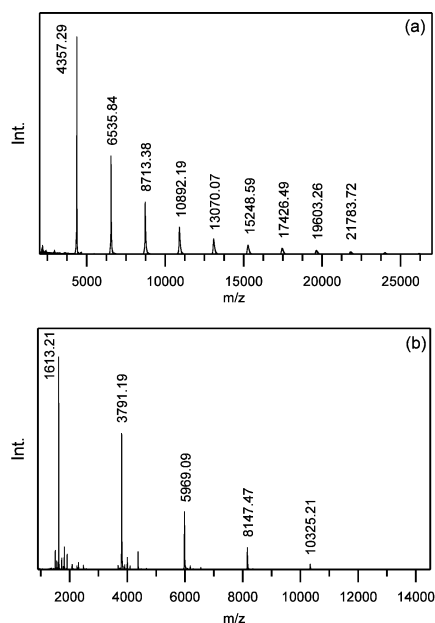 (a)
Int.
4357.29
6535.84
8713.38
10892.19
13070.07
15248.59
17426.49
19603.26
21783.72
5000 10000 15000 20000 25000
m/z
(b)
Int.
1613.21
3791.19
5969.09
8147.47
10325.21
2000 4000 6000 8000 10000 12000 14000
m/z